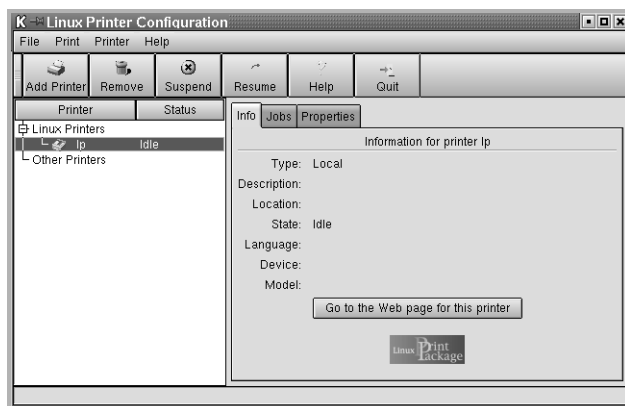 K Linux Printer Configuration
File Print Printer Help
Add Printer Remove Suspend Resume Help Quit
Printer Status
Linux Printers
lp Idle
Other Printers
Info Jobs Properties
Information for printer lp
Type: Local
Description:
Location:
State: Idle
Language:
Device:
Model:
Go to the Web page for this printer
Linux Print Package